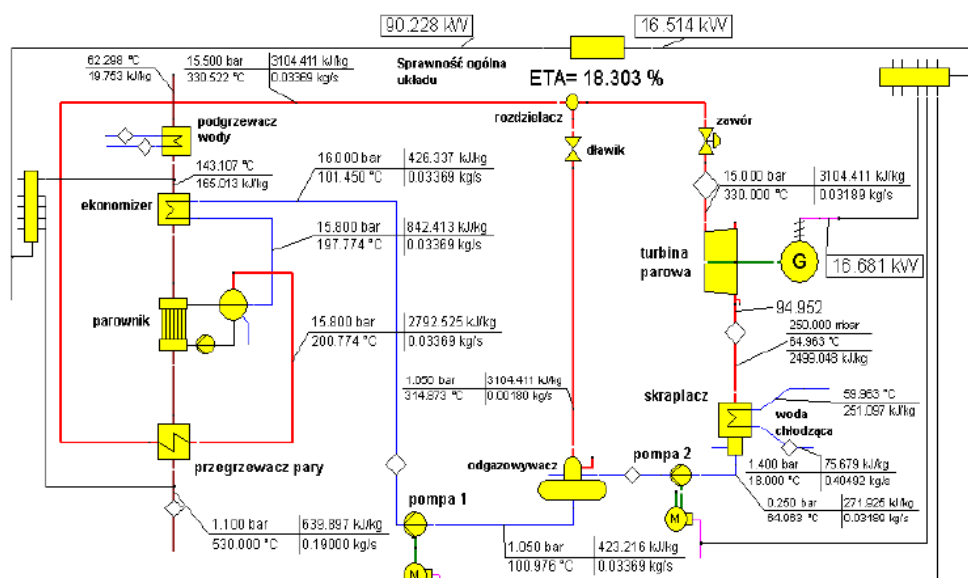 90.228 kW
16.514 kW
Sprawność ogólna
układu
ETA= 18.303 %
62.298 °C
19.753 kJ/kg
15.500 bar
3104.411 kJ/kg
330.522 °C
0.03369 kg/s
rozdzielacz
zawór
podgrzewacz
wody
dławik
143.107 °C
165.013 kJ/kg
16.000 bar
426.337 kJ/kg
101.450 °C
0.03369 kg/s
15.000 bar
3104.411 kJ/kg
330.000 °C
0.03189 kg/s
ekonomizer
15.800 bar
842.413 kJ/kg
197.774 °C
0.03369 kg/s
turbina
parowa
G
16.681 kW
parownik
94.952
15.800 bar
2792.525 kJ/kg
200.774 °C
0.03369 kg/s
250.000 mbar
64.963 °C
2499.048 kJ/kg
1.050 bar
3104.411 kJ/kg
314.873 °C
0.00180 kg/s
skraplacz
59.963 °C
251.097 kJ/kg
woda
chłodząca
przegrzewacz pary
odgazowywacz
pompa 2
1.400 bar
75.679 kJ/kg
18.000 °C
0.40492 kg/s
pompa 1
0.250 bar
271.925 kJ/kg
64.963 °C
0.03189 kg/s
M
1.100 bar
639.897 kJ/kg
530.000 °C
0.19000 kg/s
1.050 bar
423.216 kJ/kg
100.976 °C
0.03369 kg/s
M